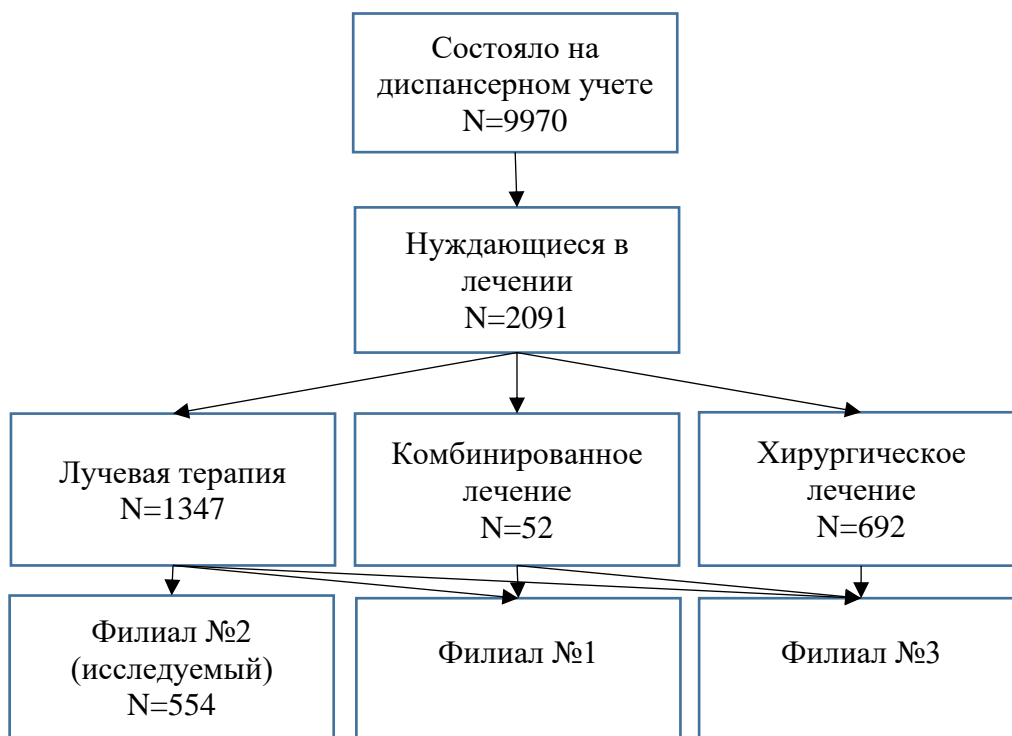 Состояло на
диспансерном учете
N=9970
Нуждающиеся в
лечении
N=2091
Лучевая терапия
N=1347
Комбинированное
лечение
N=52
Хирургическое
лечение
N=692
Филиал №2
(исследуемый)
N=554
Филиал №1
Филиал №3